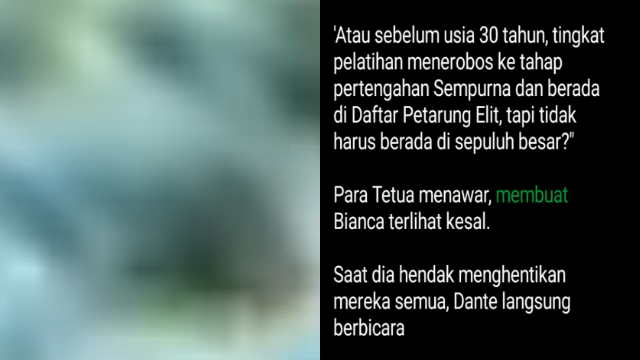 'Atau sebelum usia 30 tahun, tingkat
pelatihan menerobos ke tahap
pertengahan Sempurna dan berada
di Daftar Petarung Elit, tapi tidak
harus berada di sepuluh besar?"
Para Tetua menawar, membuat
Bianca terlihat kesal.
Saat dia hendak menghentikan
mereka semua, Dante langsung
berbicara